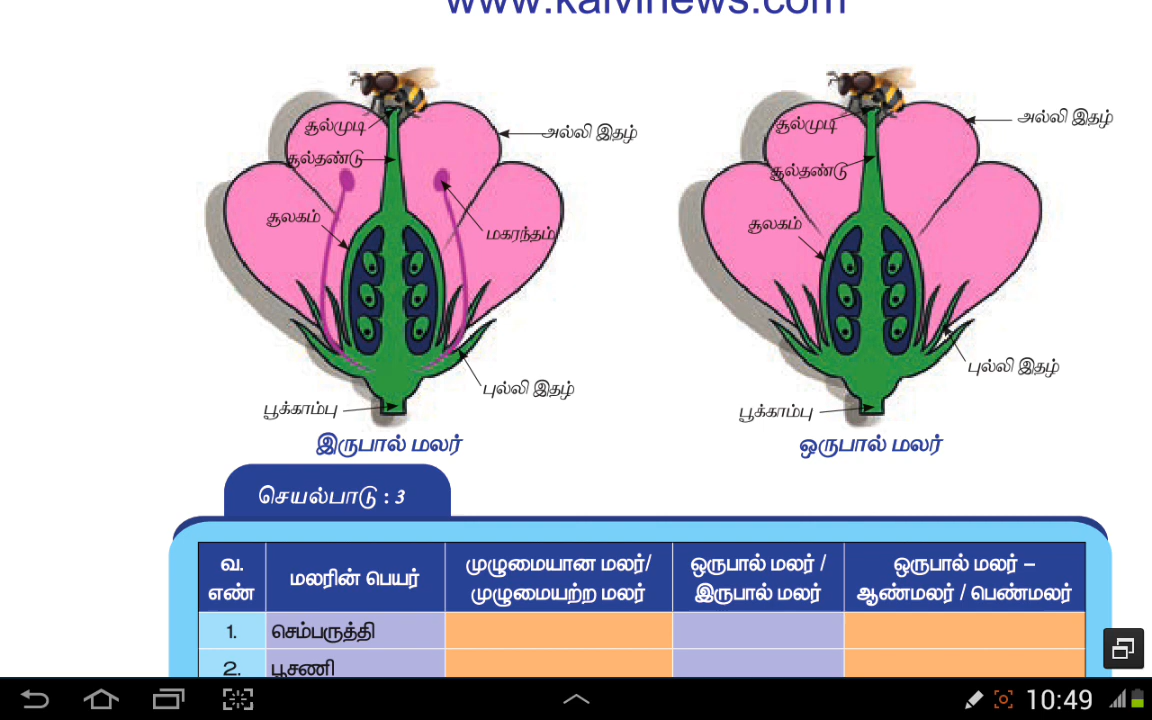 www.kalvinews.com
சூல்முடி
அல்லி இதழ்
சூல்தண்டு
சூலகம்
மகரந்தம்
புல்லி இதழ்
பூக்காம்பு
இருபால் மலர்
சூல்முடி
அல்லி இதழ்
சூல்தண்டு
சூலகம்
புல்லி இதழ்
பூக்காம்பு
ஒருபால் மலர்
செயல்பாடு : 3
வ. எண்
மலரின் பெயர்
முழுமையான மலர்/
முழுமையற்ற மலர்
ஒருபால் மலர் /
இருபால் மலர்
ஒருபால் மலர் –
ஆண்மலர் / பெண்மலர்
1. செம்பருத்தி
2. பூசணி
10:49